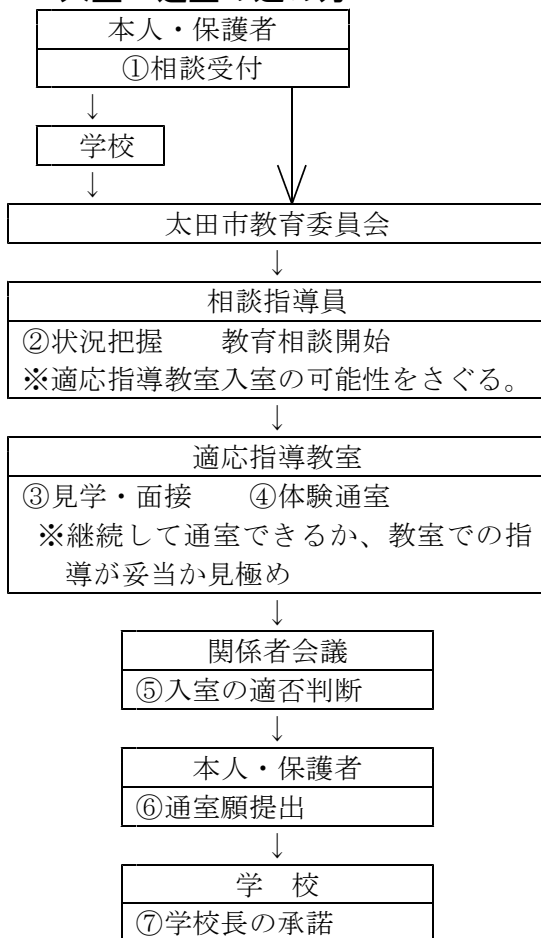 本人・保護者
①相談受付
↓
学校
↓
太田市教育委員会
↓
相談指導員
②状況把握　　教育相談開始
※適応指導教室入室の可能性をさぐる。
↓
適応指導教室
③見学・面接　　④体験通室
※継続して通室できるか、教室での指
導が妥当か見極め
↓
関係者会議
⑤入室の適否判断
↓
本人・保護者
⑥通室願提出
↓
学　校
⑦学校長の承諾